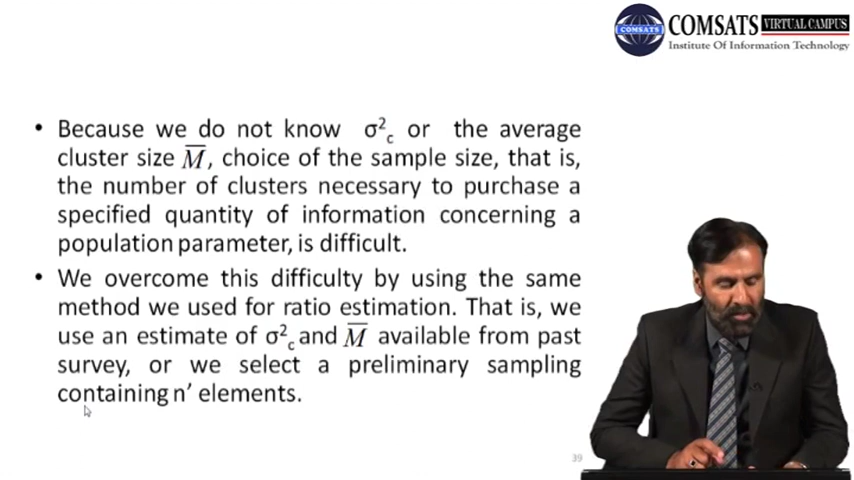 COMSATS
COMSATS VIRTUAL CAMPUS
Institute Of Information Technology
• Because we do not know σ²c or the average
cluster size M̅, choice of the sample size, that is,
the number of clusters necessary to purchase a
specified quantity of information concerning a
population parameter, is difficult.
• We overcome this difficulty by using the same
method we used for ratio estimation. That is, we
use an estimate of σ²c and M̅ available from past
survey, or we select a preliminary sampling
containing n’ elements.
39